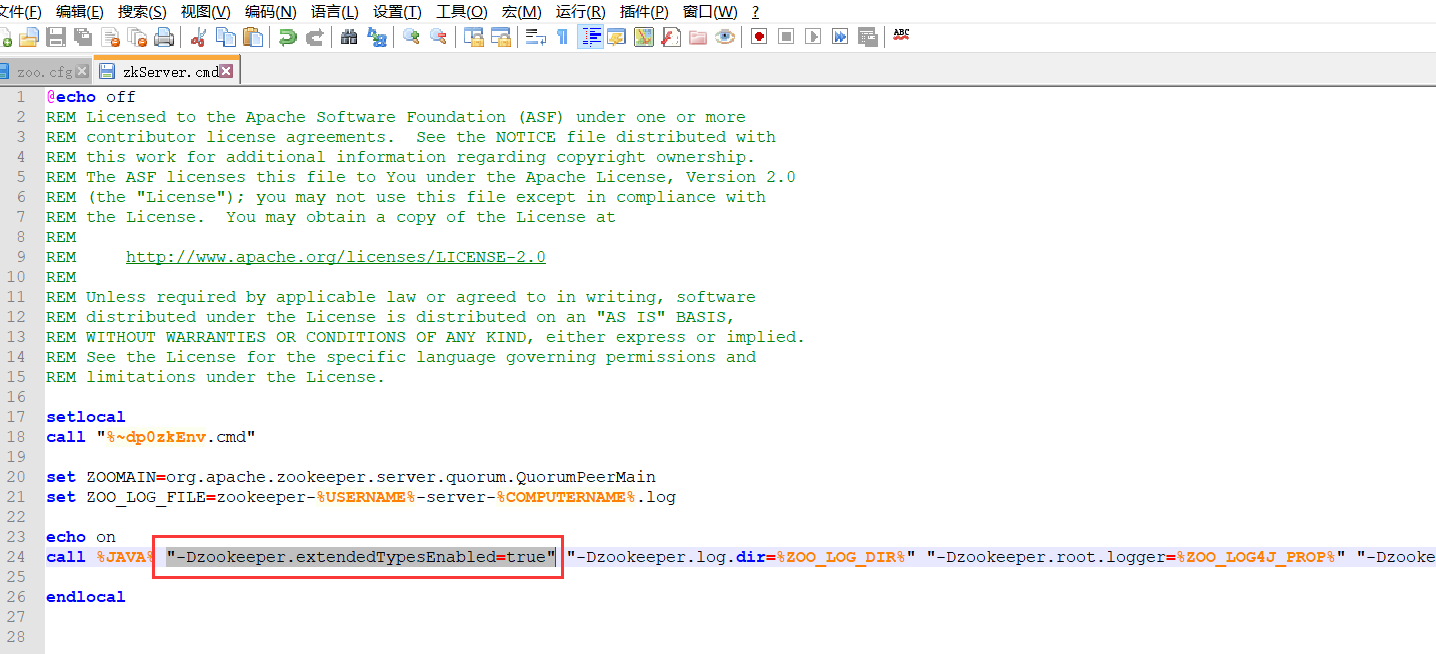 文件(F) 编辑(E) 搜索(S) 视图(V) 编码(N) 语言(L) 设置(T) 工具(O) 宏(M) 运行(R) 插件(P) 窗口(W) ?
ABC
zoo.cfg zkServer.cmd
1 @echo off
2 REM Licensed to the Apache Software Foundation (ASF) under one or more
3 REM contributor license agreements.  See the NOTICE file distributed with
4 REM this work for additional information regarding copyright ownership.
5 REM The ASF licenses this file to You under the Apache License, Version 2.0
6 REM (the "License"); you may not use this file except in compliance with
7 REM the License.  You may obtain a copy of the License at
8 REM
9 REM     http://www.apache.org/licenses/LICENSE-2.0
10 REM
11 REM Unless required by applicable law or agreed to in writing, software
12 REM distributed under the License is distributed on an "AS IS" BASIS,
13 REM WITHOUT WARRANTIES OR CONDITIONS OF ANY KIND, either express or implied.
14 REM See the License for the specific language governing permissions and
15 REM limitations under the License.
16
17 setlocal
18 call "%~dp0zkEnv.cmd"
19
20 set ZOOMAIN=org.apache.zookeeper.server.quorum.QuorumPeerMain
21 set ZOO_LOG_FILE=zookeeper-%USERNAME%-server-%COMPUTERNAME%.log
22
23 echo on
24 call %JAVA% "-Dzookeeper.extendedTypesEnabled=true" "-Dzookeeper.log.dir=%ZOO_LOG_DIR%" "-Dzookeeper.root.logger=%ZOO_LOG4J_PROP%" "-Dzooke
25
26 endlocal
27
28